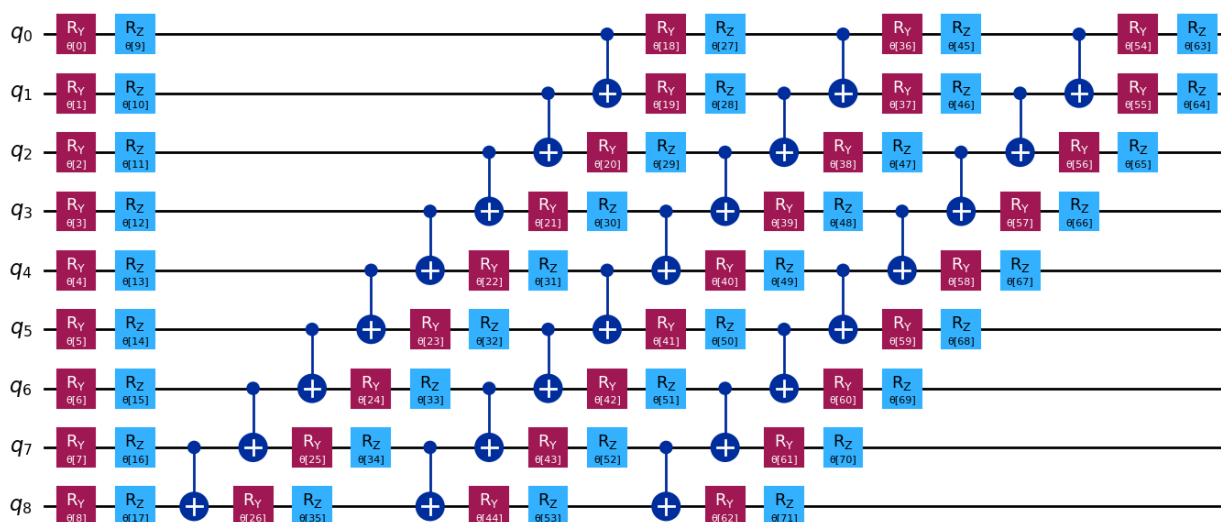 q0 RY θ[0] RZ θ[9] RY θ[18] RZ θ[27] RY θ[36] RZ θ[45] RY θ[54] RZ θ[63]
q1 RY θ[1] RZ θ[10] RY θ[19] RZ θ[28] RY θ[37] RZ θ[46] RY θ[55] RZ θ[64]
q2 RY θ[2] RZ θ[11] RY θ[20] RZ θ[29] RY θ[38] RZ θ[47] RY θ[56] RZ θ[65]
q3 RY θ[3] RZ θ[12] RY θ[21] RZ θ[30] RY θ[39] RZ θ[48] RY θ[57] RZ θ[66]
q4 RY θ[4] RZ θ[13] RY θ[22] RZ θ[31] RY θ[40] RZ θ[49] RY θ[58] RZ θ[67]
q5 RY θ[5] RZ θ[14] RY θ[23] RZ θ[32] RY θ[41] RZ θ[50] RY θ[59] RZ θ[68]
q6 RY θ[6] RZ θ[15] RY θ[24] RZ θ[33] RY θ[42] RZ θ[51] RY θ[60] RZ θ[69]
q7 RY θ[7] RZ θ[16] RY θ[25] RZ θ[34] RY θ[43] RZ θ[52] RY θ[61] RZ θ[70]
q8 RY θ[8] RZ θ[17] RY θ[26] RZ θ[35] RY θ[44] RZ θ[53] RY θ[62] RZ θ[71]